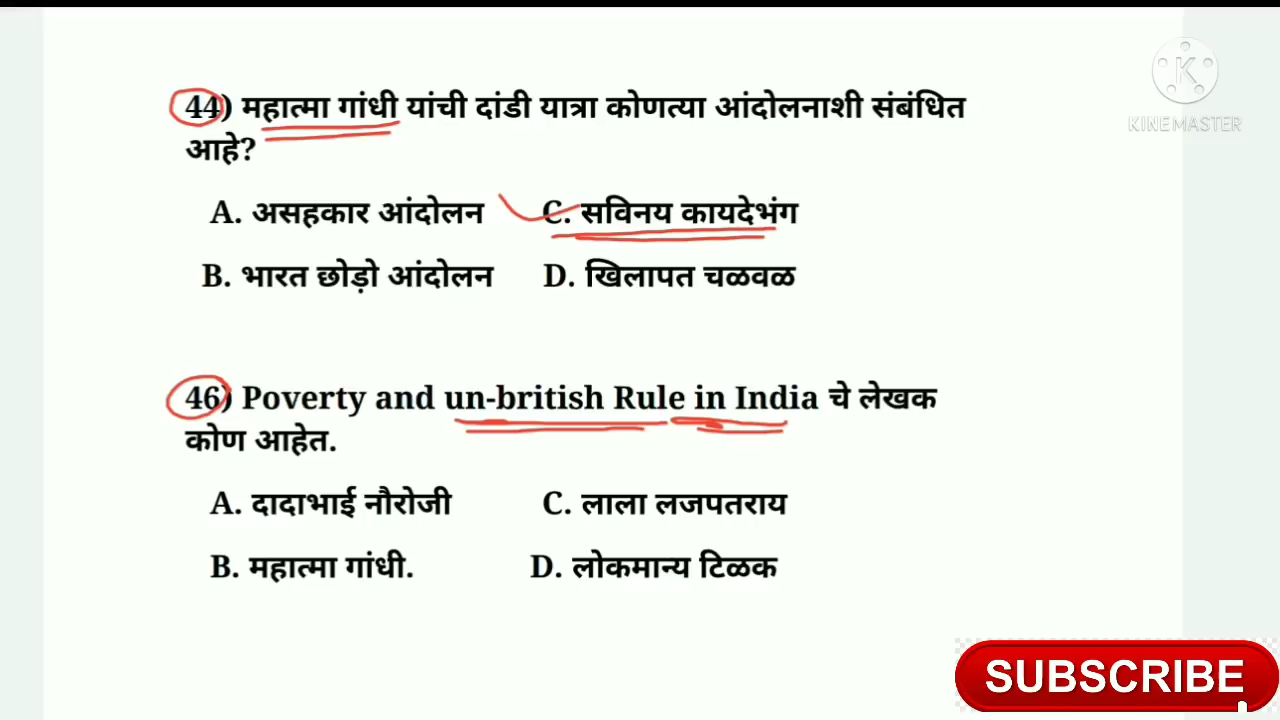 KINEMASTER
44) महात्मा गांधी यांची दांडी यात्रा कोणत्या आंदोलनाशी संबंधित
आहे?
A. असहकार आंदोलन C. सविनय कायदेभंग
B. भारत छोड़ो आंदोलन D. खिलापत चळवळ
46) Poverty and un-british Rule in India चे लेखक
कोण आहेत.
A. दादाभाई नौरोजी C. लाला लजपतराय
B. महात्मा गांधी. D. लोकमान्य टिळक
SUBSCRIBE